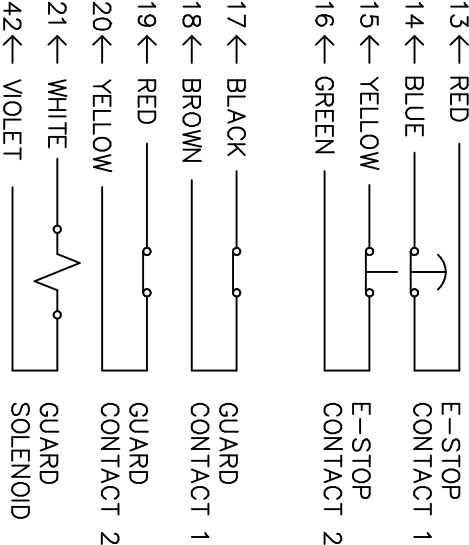 13 ← RED
E-STOP
CONTACT 1
14 ← BLUE
15 ← YELLOW
E-STOP
CONTACT 2
16 ← GREEN
17 ← BLACK
GUARD
CONTACT 1
18 ← BROWN
19 ← RED
GUARD
CONTACT 2
20 ← YELLOW
21 ← WHITE
GUARD
SOLENOID
42 ← VIOLET